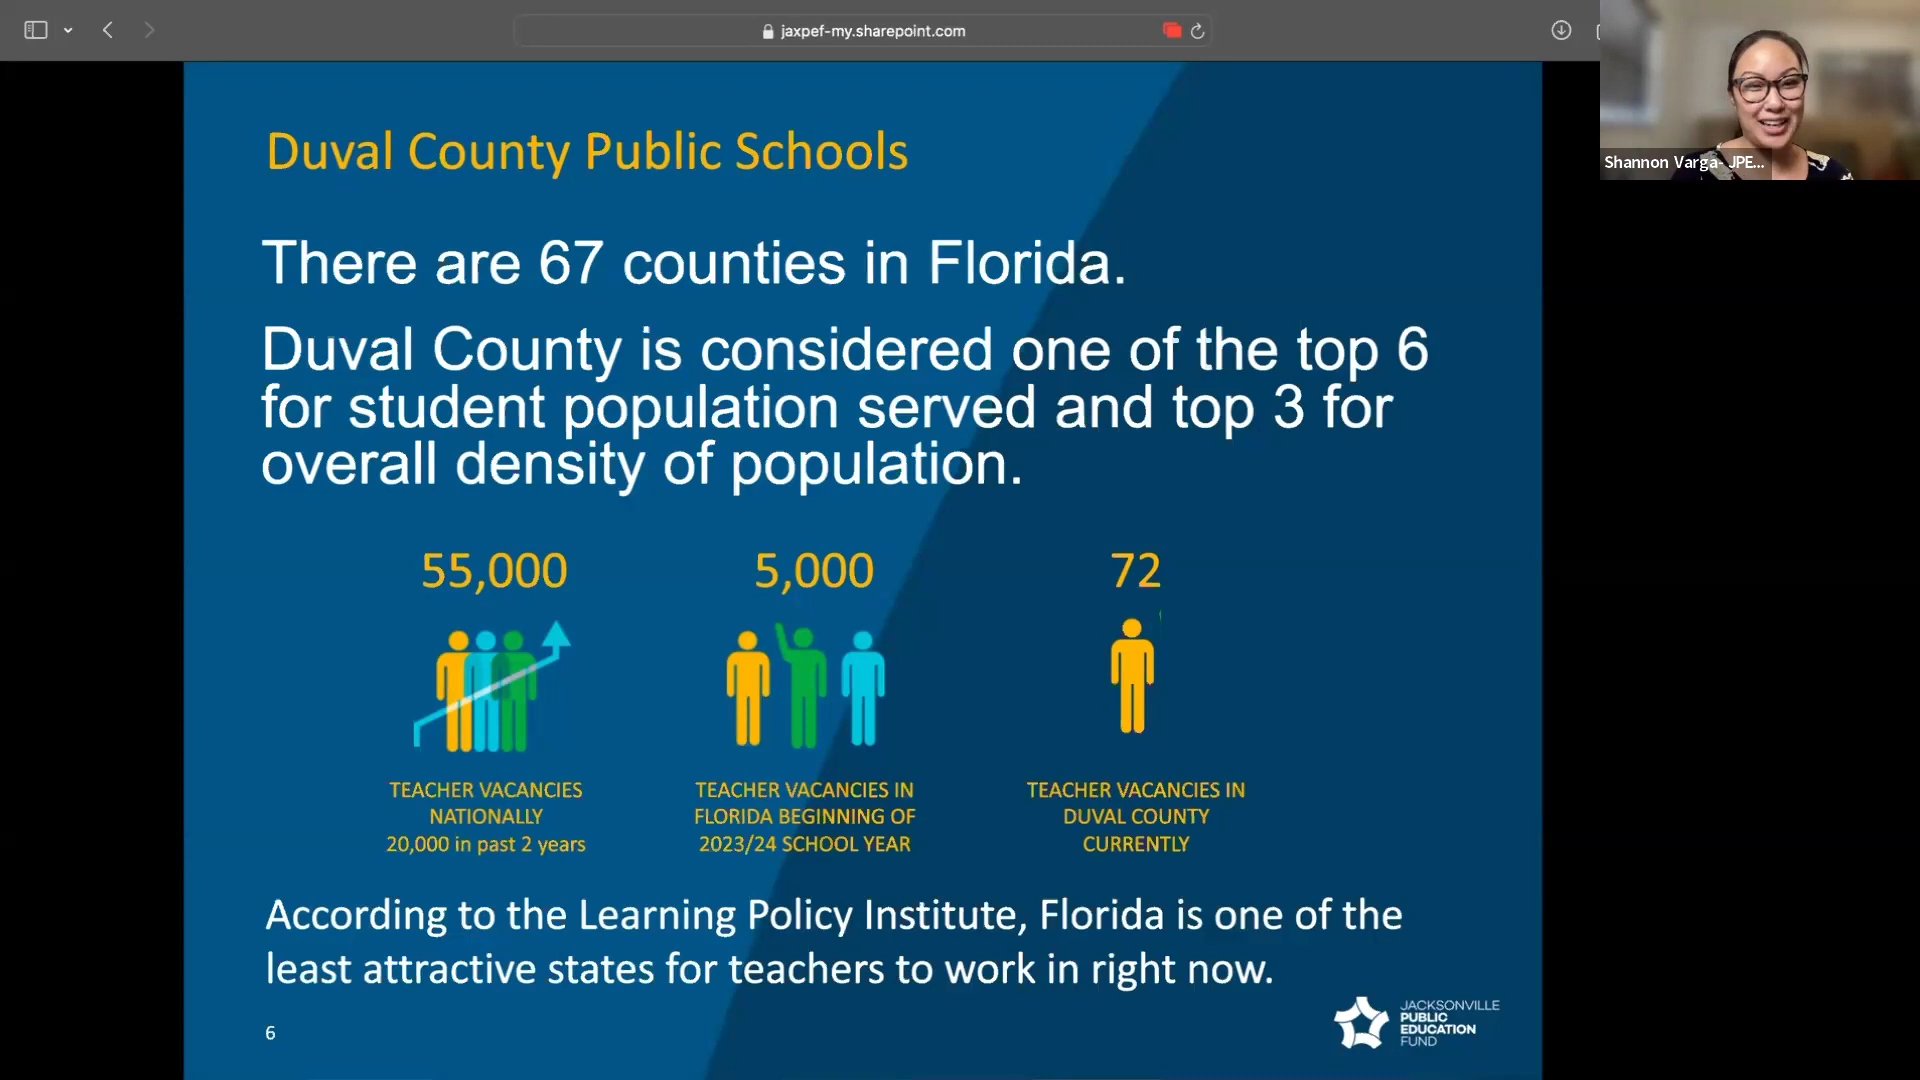 jaxpef-my.sharepoint.com
Shannon Varga- JPE...
Duval County Public Schools
There are 67 counties in Florida.
Duval County is considered one of the top 6
for student population served and top 3 for
overall density of population.
55,000
5,000
72
TEACHER VACANCIES
NATIONALLY
20,000 in past 2 years
TEACHER VACANCIES IN
FLORIDA BEGINNING OF
2023/24 SCHOOL YEAR
TEACHER VACANCIES IN
DUVAL COUNTY
CURRENTLY
According to the Learning Policy Institute, Florida is one of the
least attractive states for teachers to work in right now.
6
JACKSONVILLE
PUBLIC
EDUCATION
FUND